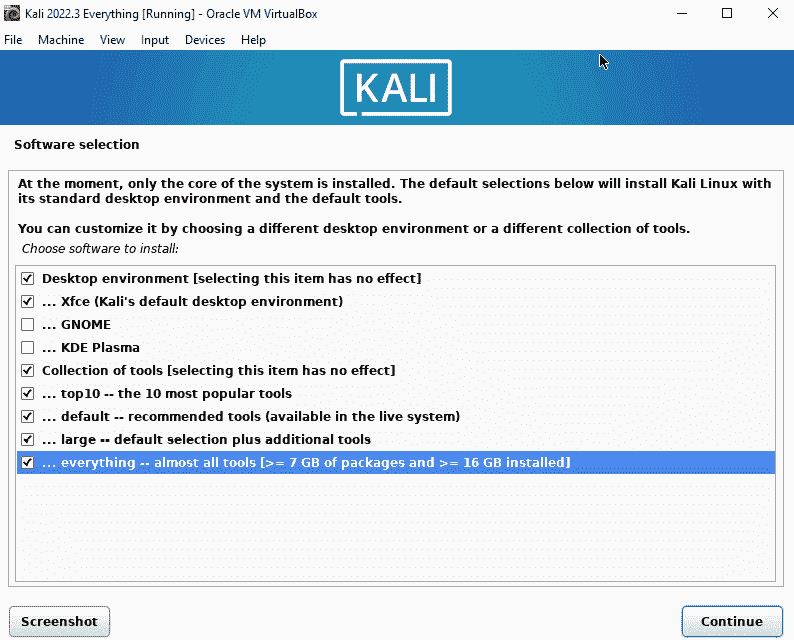 Kali 2022.3 Everything [Running] - Oracle VM VirtualBox
File Machine View Input Devices Help
KALI
Software selection
At the moment, only the core of the system is installed. The default selections below will install Kali Linux with
its standard desktop environment and the default tools.
You can customize it by choosing a different desktop environment or a different collection of tools.
Choose software to install:
Desktop environment [selecting this item has no effect]
... Xfce (Kali's default desktop environment)
... GNOME
... KDE Plasma
Collection of tools [selecting this item has no effect]
... top10 -- the 10 most popular tools
... default -- recommended tools (available in the live system)
... large -- default selection plus additional tools
... everything -- almost all tools [>= 7 GB of packages and >= 16 GB installed]
Screenshot Continue